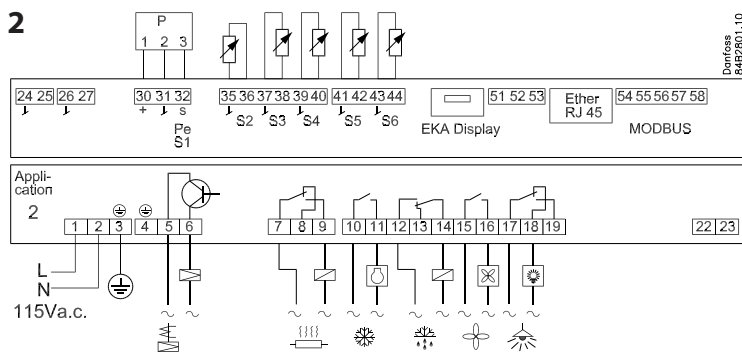 2
P
1 2 3
Danfoss
84B2801.10
24 25 26 27 30 31 32 35 36 37 38 39 40 41 42 43 44 51 52 53 Ether 54 55 56 57 58
RJ 45
+ s S2 S3 S4 S5 S6
Pe
S1
EKA Display MODBUS
Appli-
cation
2
1 2 3 4 5 6 7 8 9 10 11 12 13 14 15 16 17 18 19 22 23
L
N
115Va.c.